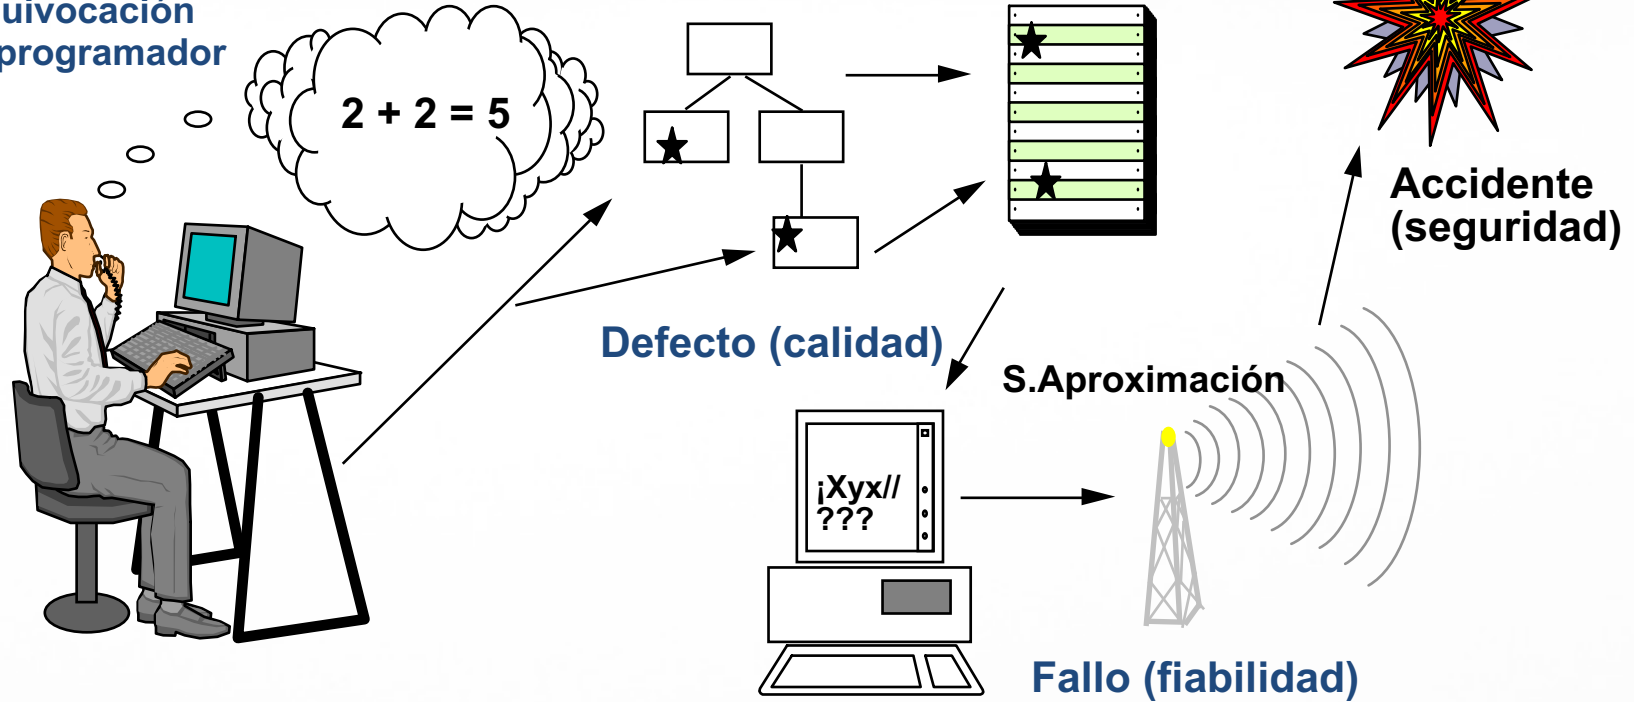 uivocación
programador
2 + 2 = 5
Accidente
(seguridad)
Defecto (calidad)
S.Aproximación
¡Xyx//
???
Fallo (fiabilidad)